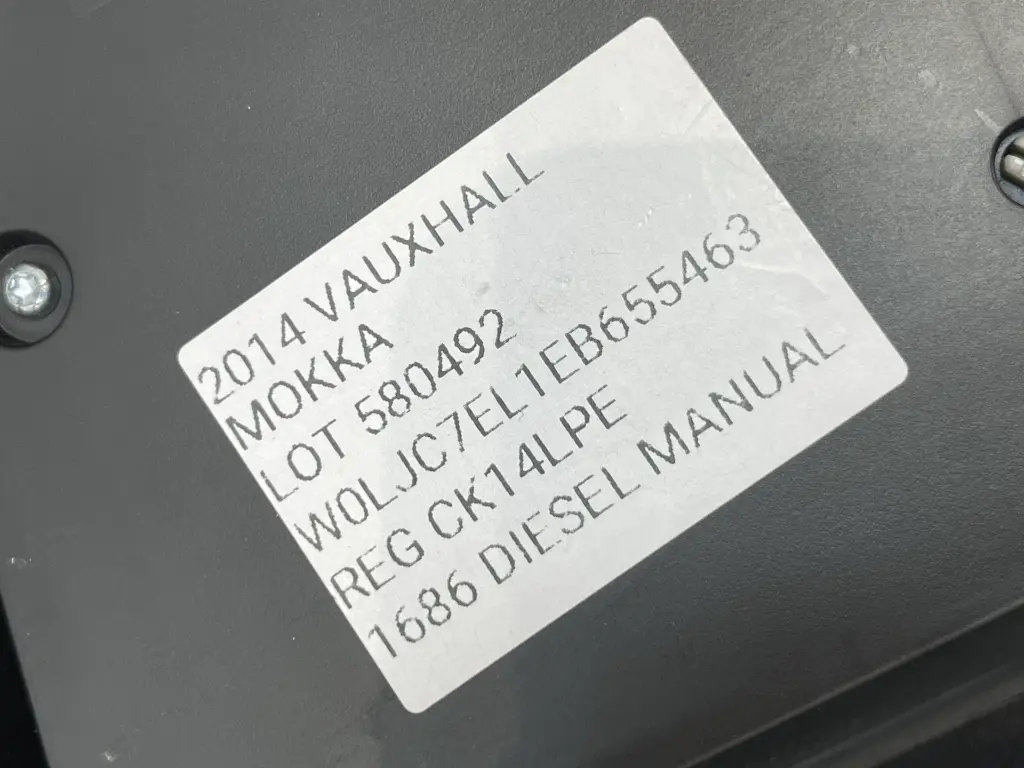 2014 VAUXHALL
MOKKA
LOT 580492
W0LJC7EL1EB655463
REG CK14LPE
1686 DIESEL MANUAL